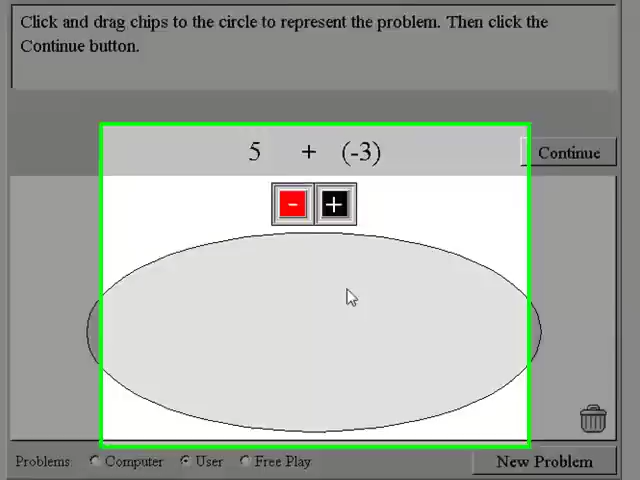 Click and drag chips to the circle to represent the problem. Then click the
Continue button.
5 + (-3)
Continue
- +
Problems: Computer User Free Play
New Problem